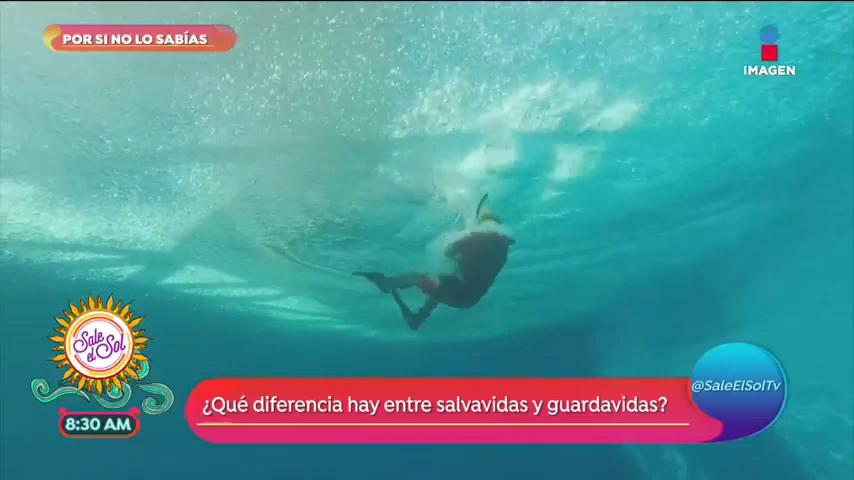 POR SI NO LO SABÍAS
IMAGEN
Sale
el Sol
8:30 AM
¿Qué diferencia hay entre salvavidas y guardavidas?
@SaleElSolTv